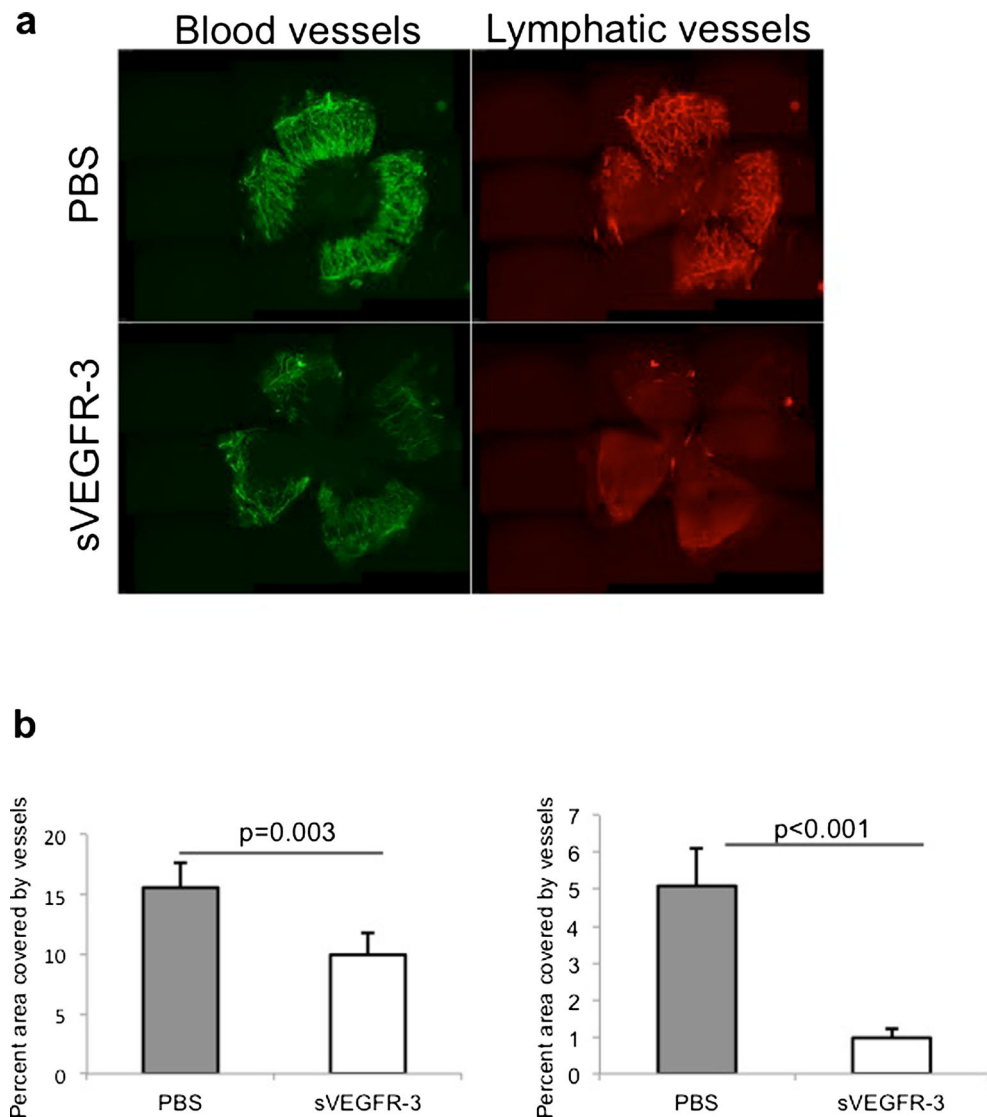 a
Blood vessels
Lymphatic vessels
PBS
sVEGFR-3
b
Percent area covered by vessels
20
15
10
5
0
p=0.003
PBS
sVEGFR-3
Percent area covered by vessels
7
6
5
4
3
2
1
0
p<0.001
PBS
sVEGFR-3